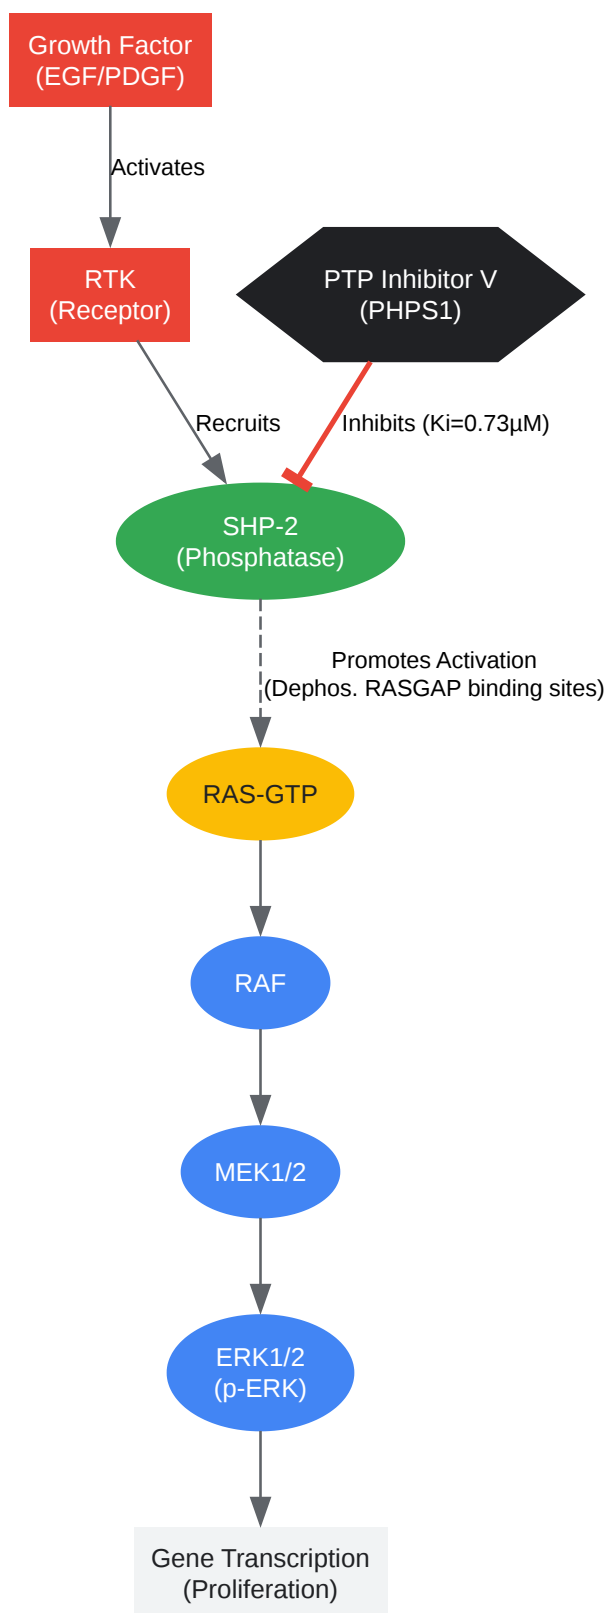 Growth Factor
(EGF/PDGF)
Activates
RTK
(Receptor)
PTP Inhibitor V
(PHPS1)
Recruits
Inhibits (Ki=0.73µM)
SHP-2
(Phosphatase)
Promotes Activation
(Dephos. RASGAP binding sites)
RAS-GTP
RAF
MEK1/2
ERK1/2
(p-ERK)
Gene Transcription
(Proliferation)